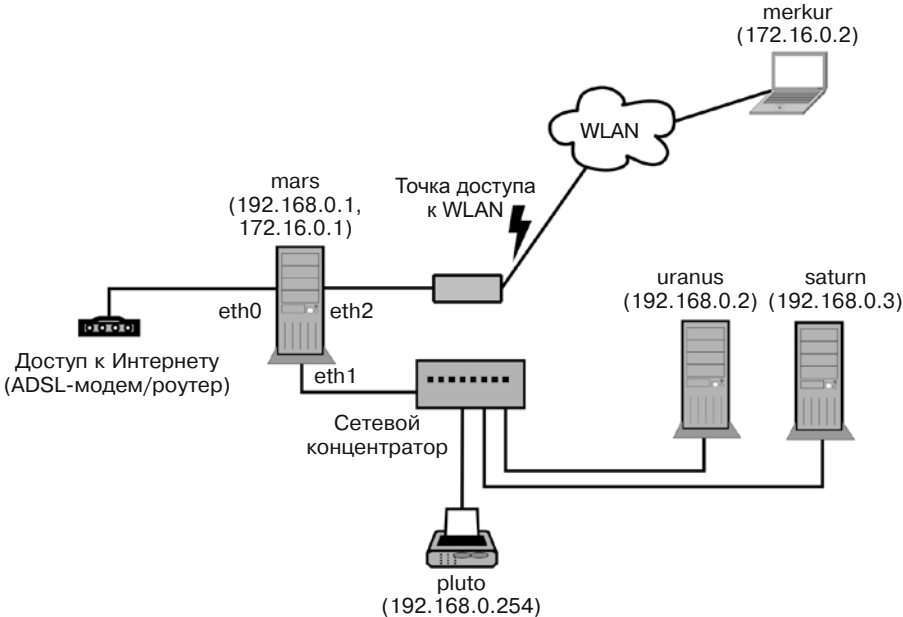 merkur
(172.16.0.2)
WLAN
Точка доступа
к WLAN
mars
(192.168.0.1,
172.16.0.1)
eth0
eth2
uranus
(192.168.0.2)
saturn
(192.168.0.3)
Доступ к Интернету
(ADSL-модем/роутер)
eth1
Сетевой
концентратор
pluto
(192.168.0.254)